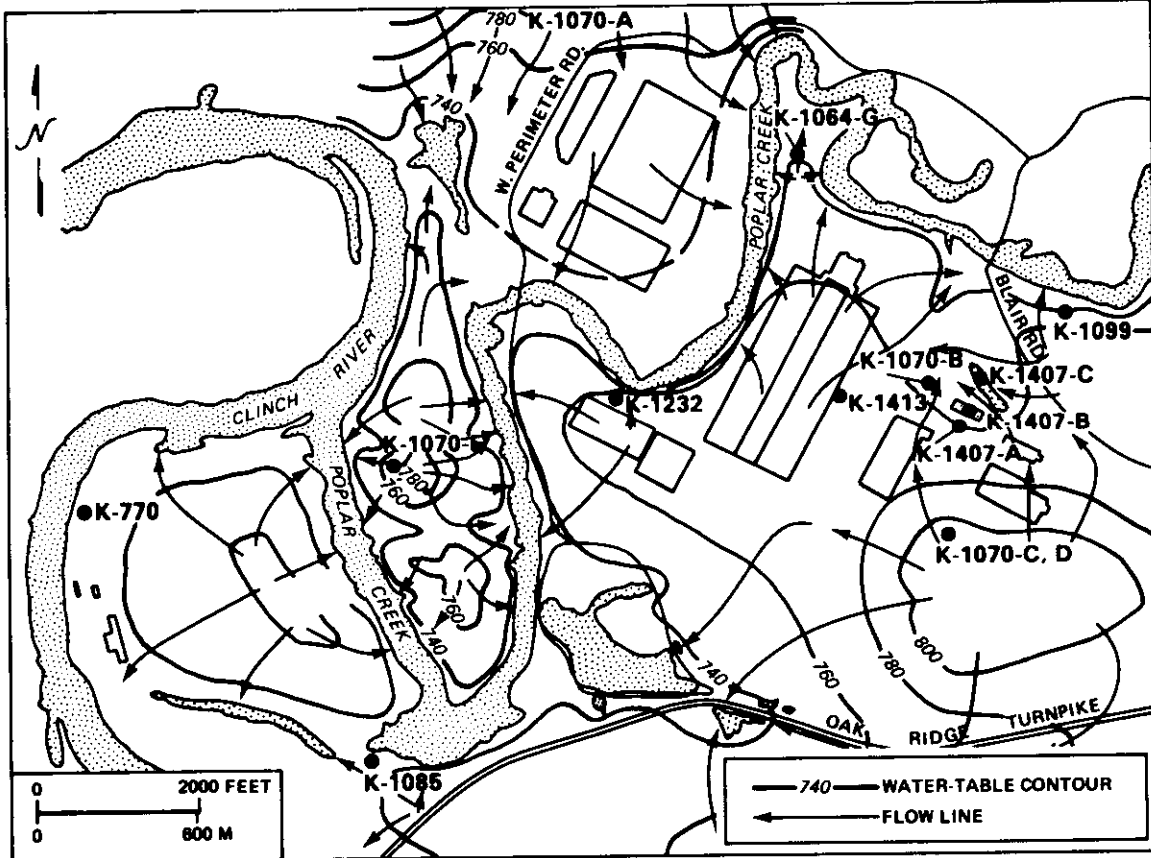 780
K-1070-A
760
W. PERIMETER RD.
740
N
POPLAR CREEK
K-1064-G
BLAIR RD.
K-1099
RIVER
CLINCH
K-1070-B
K-1407-C
K-1232
K-1413
K-1407-B
K-1407-A
K-1070-F
780
760
K-770
POPLAR
CREEK
K-1070-C, D
760
740
740
760
780
800
OAK RIDGE TURNPIKE
K-1085
0 2000 FEET
0 600 M
740 WATER-TABLE CONTOUR
FLOW LINE